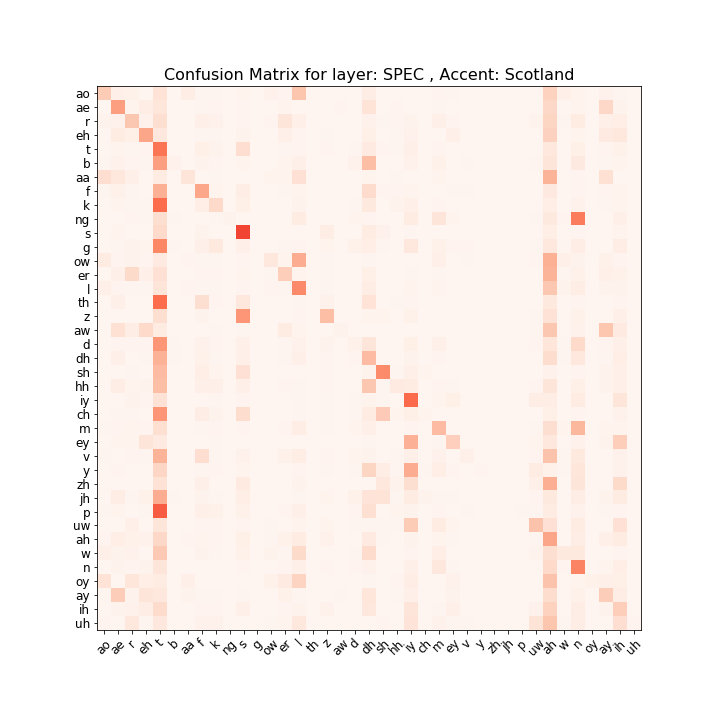 Confusion Matrix for layer: SPEC , Accent: Scotland
ao
ae
r
eh
t
b
aa
f
k
ng
s
g
ow
er
l
th
z
aw
d
dh
sh
hh
iy
ch
m
ey
v
y
zh
jh
p
uw
ah
w
n
oy
ay
ih
uh
ao ae r eh t b aa f k ng s g ow er l th z aw d dh sh hh iy ch m ey v y zh jh p uw ah w n oy ay ih uh